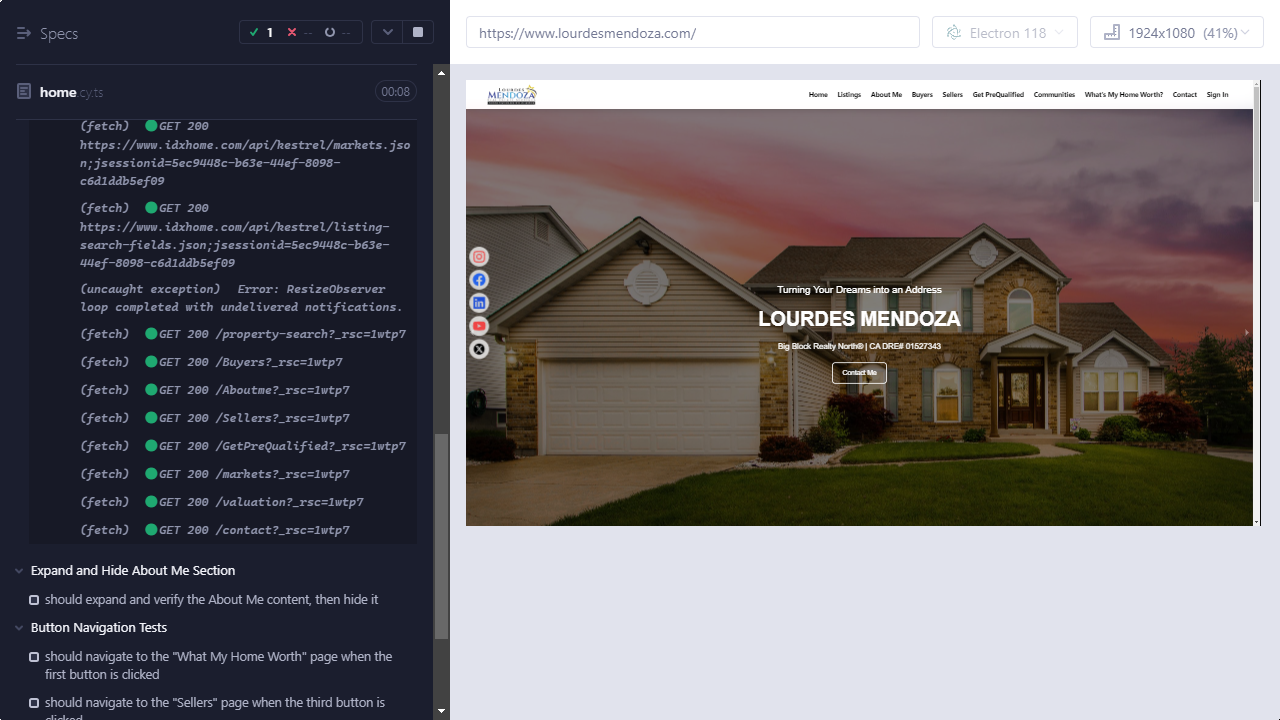 Specs
1
--
--
home.cy.ts
00:08
(fetch) GET 200
https://www.idxhome.com/api/kestrel/markets.jso
n;jsessionid=5ec9448c-b63e-44ef-8098-
c6d1ddb5ef09
(fetch) GET 200
https://www.idxhome.com/api/kestrel/listing-
search-fields.json;jsessionid=5ec9448c-b63e-
44ef-8098-c6d1ddb5ef09
(uncaught exception) Error: ResizeObserver
loop completed with undelivered notifications.
(fetch) GET 200 /property-search?_rsc=1wtp7
(fetch) GET 200 /Buyers?_rsc=1wtp7
(fetch) GET 200 /Aboutme?_rsc=1wtp7
(fetch) GET 200 /Sellers?_rsc=1wtp7
(fetch) GET 200 /GetPreQualified?_rsc=1wtp7
(fetch) GET 200 /markets?_rsc=1wtp7
(fetch) GET 200 /valuation?_rsc=1wtp7
(fetch) GET 200 /contact?_rsc=1wtp7
Expand and Hide About Me Section
should expand and verify the About Me content, then hide it
Button Navigation Tests
should navigate to the "What My Home Worth" page when the
first button is clicked
should navigate to the "Sellers" page when the third button is
clicked
https://www.lourdesmendoza.com/
Electron 118
1924x1080 (41%)
LOURDES
MENDOZA
Home Listings About Me Buyers Sellers Get PreQualified Communities What's My Home Worth? Contact Sign In
Turning Your Dreams into an Address
LOURDES MENDOZA
Big Block Realty North® | CA DRE# 01527343
Contact Me